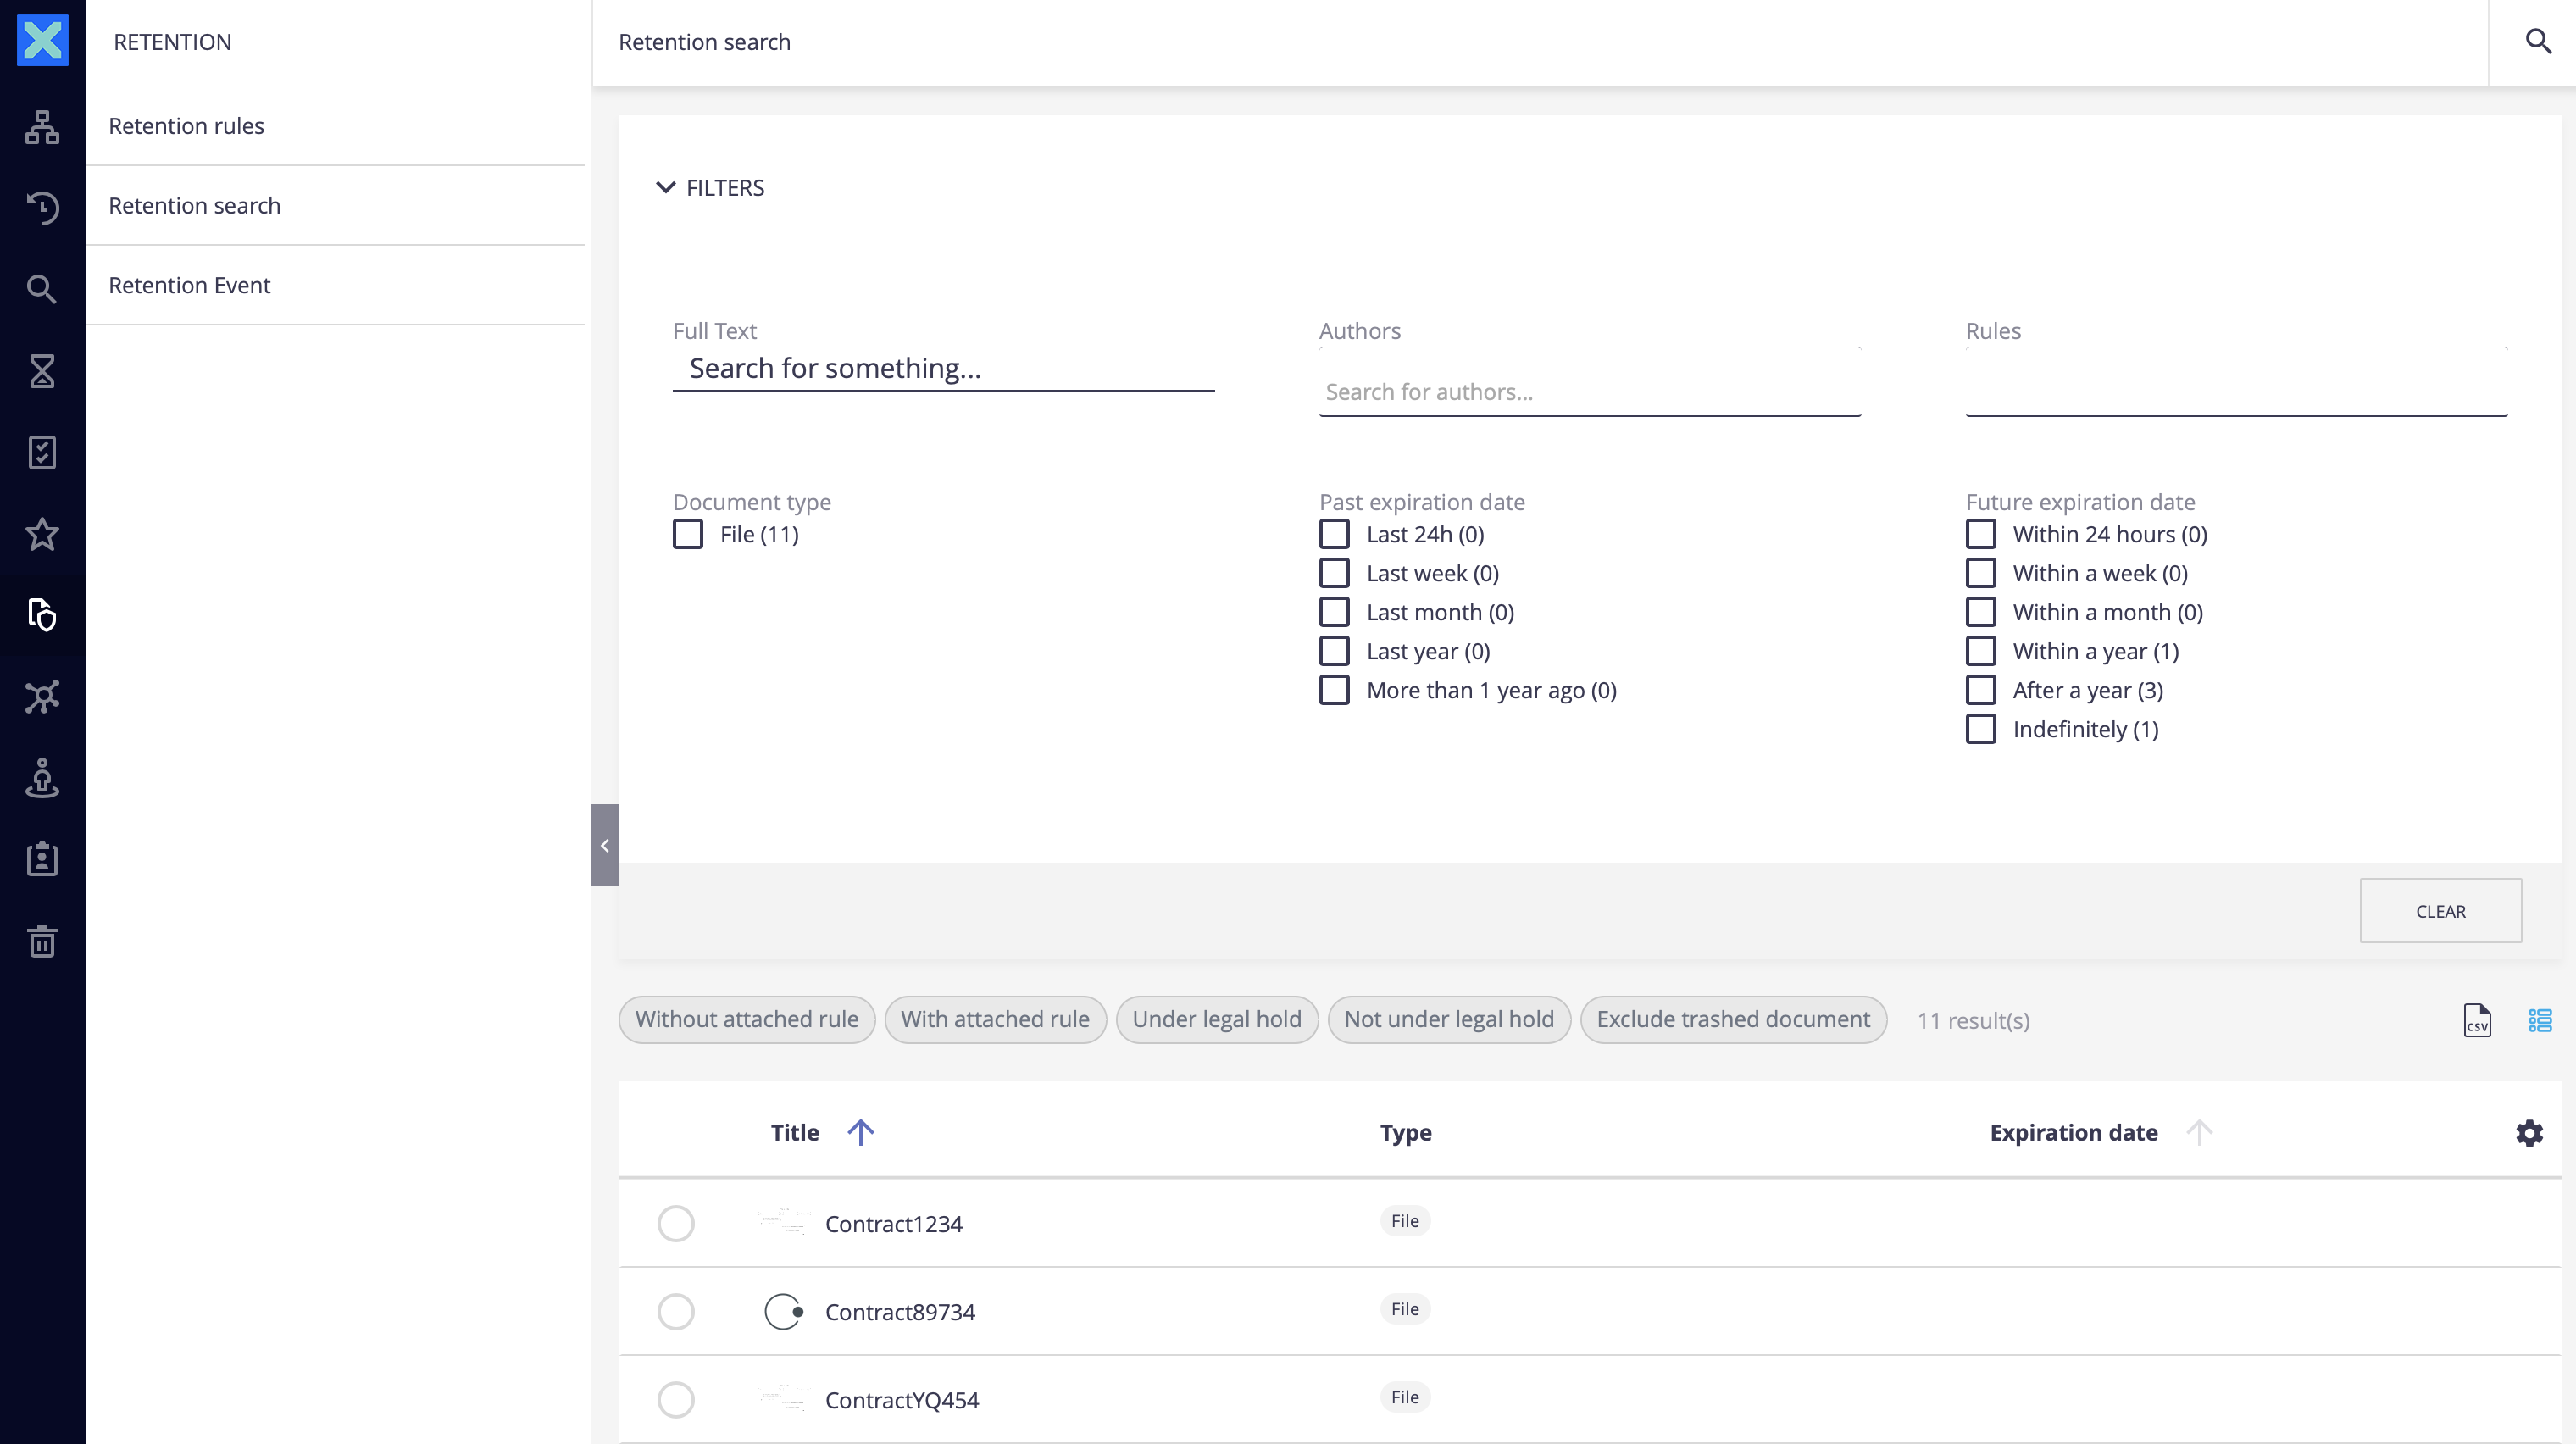 RETENTION
Retention rules
Retention search
Retention Event
Retention search
FILTERS
Full Text
Search for something...
Authors
Search for authors...
Rules
Document type
File (11)
Past expiration date
Last 24h (0)
Last week (0)
Last month (0)
Last year (0)
More than 1 year ago (0)
Future expiration date
Within 24 hours (0)
Within a week (0)
Within a month (0)
Within a year (1)
After a year (3)
Indefinitely (1)
CLEAR
Without attached rule With attached rule Under legal hold Not under legal hold Exclude trashed document 11 result(s) CSV
Title Type Expiration date
Contract1234 File
Contract89734 File
ContractYQ454 File